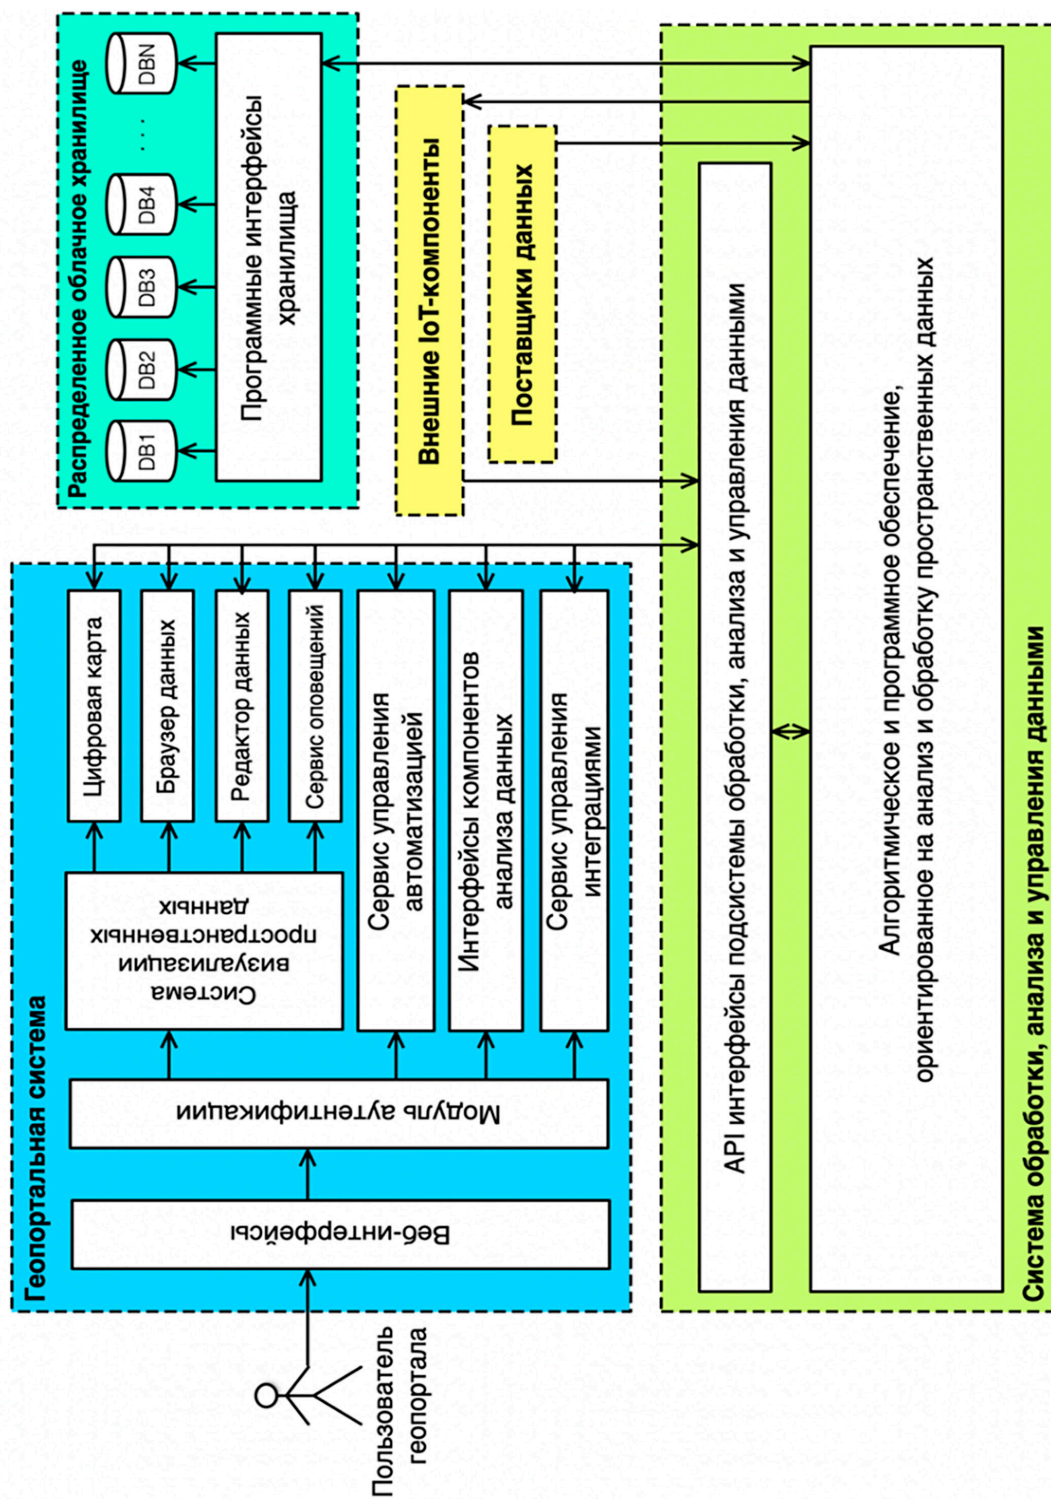 Пользователь
геопортала
Геопортальная система
Веб-интерфейсы
Модуль аутентификации
Система
визуализации
пространственных
данных
Цифровая карта
Браузер данных
Редактор данных
Сервис оповещений
Сервис управления
автоматизацией
Интерфейсы компонентов
анализа данных
Сервис управления
интеграциями
Распределенное облачное хранилище
DB1
DB2
DB3
DB4
. . . .
DBN
Программные интерфейсы
хранилища
Внешние IoT-компоненты
Поставщики данных
API интерфейсы подсистемы обработки, анализа и управления данными
Алгоритмическое и программное обеспечение,
ориентированное на анализ и обработку пространственных данных
Система обработки, анализа и управления данными